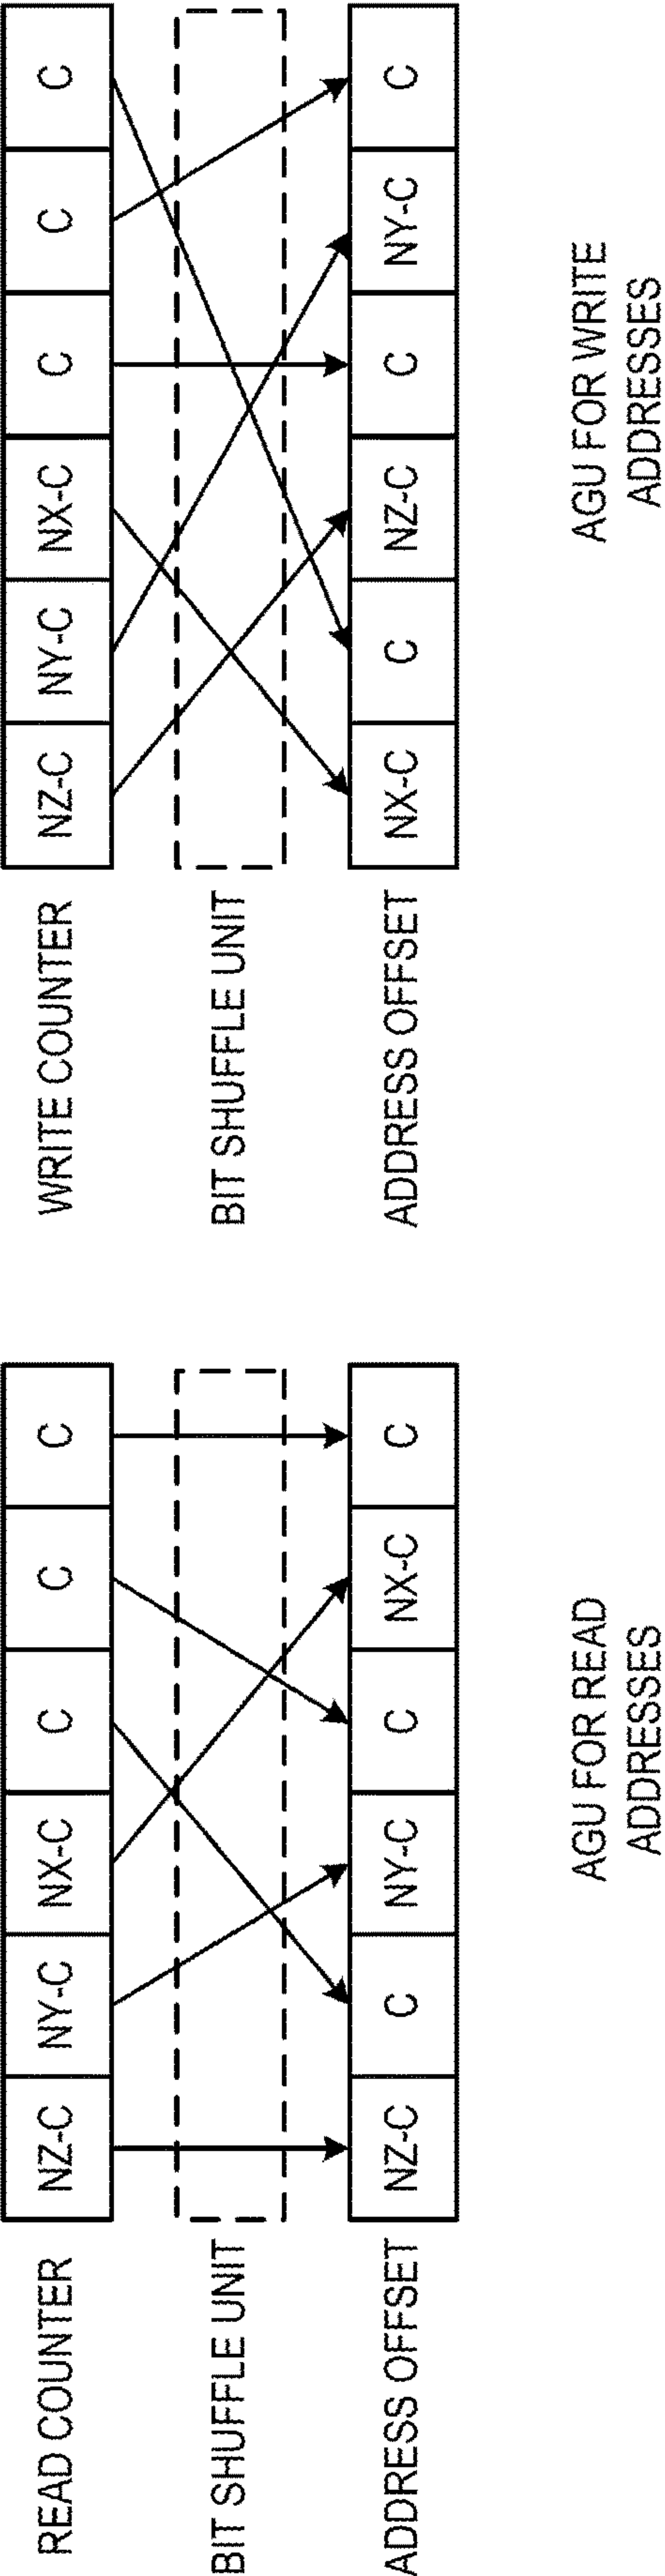 READ COUNTER
NZ-C NY-C NX-C C C C
BIT SHUFFLE UNIT
ADDRESS OFFSET
NZ-C C NY-C C NX-C C
AGU FOR READ
ADDRESSES
WRITE COUNTER
NZ-C NY-C NX-C C C C
BIT SHUFFLE UNIT
ADDRESS OFFSET
NX-C C NZ-C C NY-C C
AGU FOR WRITE
ADDRESSES